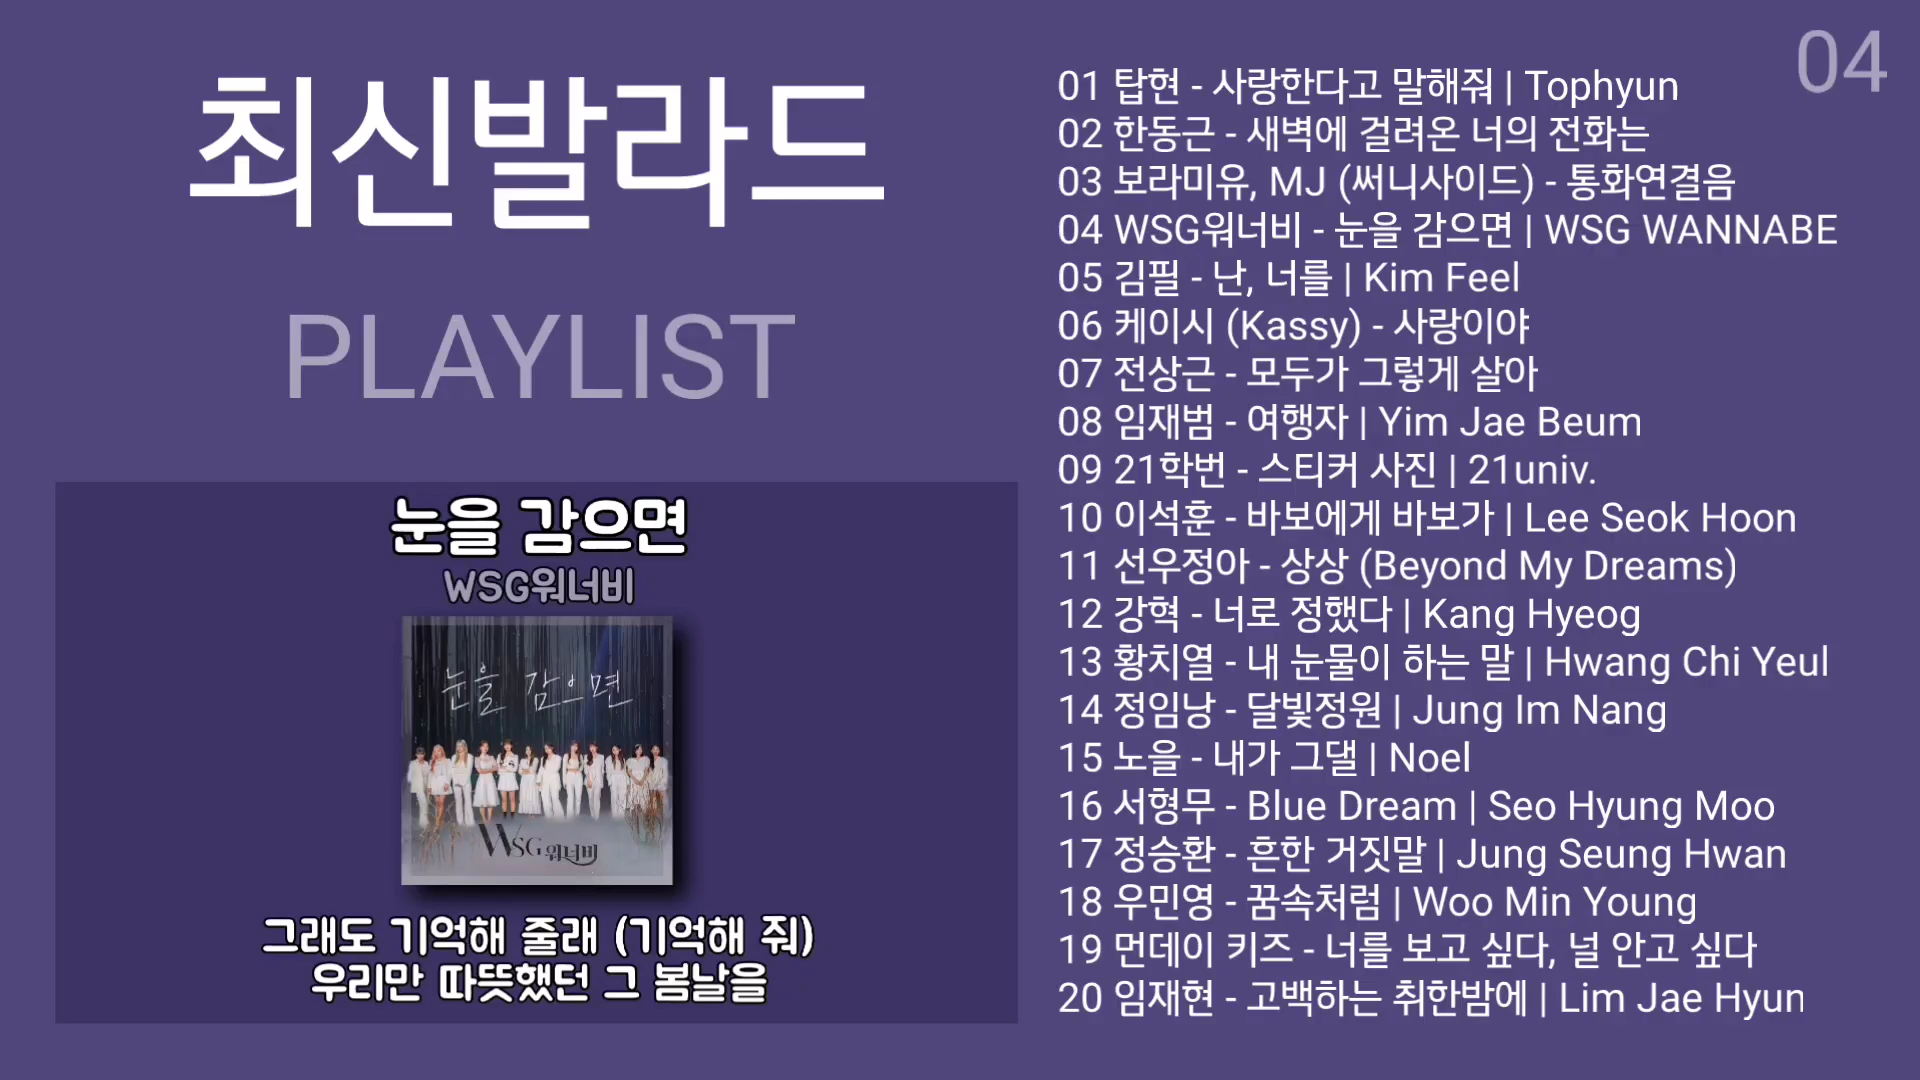 최신발라드
PLAYLIST
04
01 탑현 - 사랑한다고 말해줘 | Tophyun
02 한동근 - 새벽에 걸려온 너의 전화는
03 보라미유, MJ (써니사이드) - 통화연결음
04 WSG워너비 - 눈을 감으면 | WSG WANNABE
05 김필 - 난, 너를 | Kim Feel
06 케이시 (Kassy) - 사랑이야
07 전상근 - 모두가 그렇게 살아
08 임재범 - 여행자 | Yim Jae Beum
09 21학번 - 스티커 사진 | 21univ.
10 이석훈 - 바보에게 바보가 | Lee Seok Hoon
11 선우정아 - 상상 (Beyond My Dreams)
12 강혁 - 너로 정했다 | Kang Hyeog
13 황치열 - 내 눈물이 하는 말 | Hwang Chi Yeul
14 정임낭 - 달빛정원 | Jung Im Nang
15 노을 - 내가 그댈 | Noel
16 서형무 - Blue Dream | Seo Hyung Moo
17 정승환 - 흔한 거짓말 | Jung Seung Hwan
18 우민영 - 꿈속처럼 | Woo Min Young
19 먼데이 키즈 - 너를 보고 싶다, 널 안고 싶다
20 임재현 - 고백하는 취한밤에 | Lim Jae Hyun
눈을 감으면
WSG워너비
눈을 감으면
WSG 워너비
그래도 기억해 줄래 (기억해 줘)
우리만 따뜻했던 그 봄날을